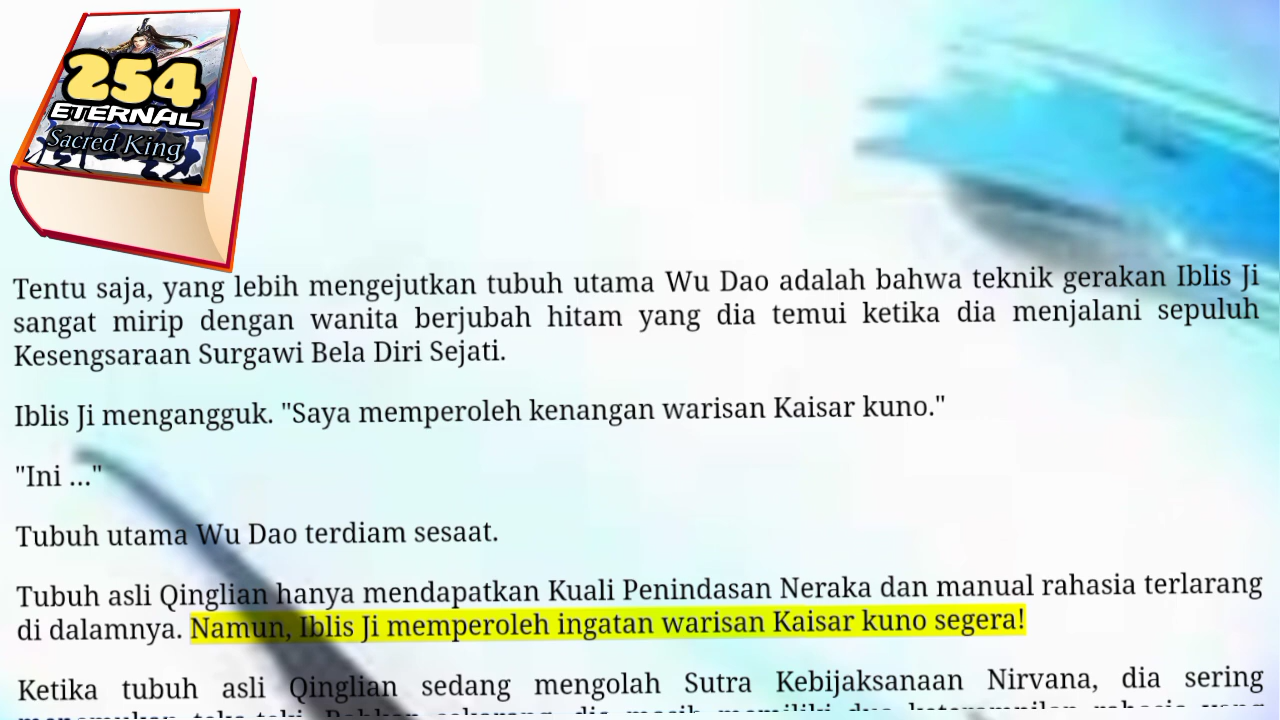 254
ETERNAL
Sacred King
Tentu saja, yang lebih mengejutkan tubuh utama Wu Dao adalah bahwa teknik gerakan Iblis Ji
sangat mirip dengan wanita berjubah hitam yang dia temui ketika dia menjalani sepuluh
Kesengsaraan Surgawi Bela Diri Sejati.
Iblis Ji mengangguk. "Saya memperoleh kenangan warisan Kaisar kuno."
"Ini ..."
Tubuh utama Wu Dao terdiam sesaat.
Tubuh asli Qinglian hanya mendapatkan Kuali Penindasan Neraka dan manual rahasia terlarang
di dalamnya. Namun, Iblis Ji memperoleh ingatan warisan Kaisar kuno segera!
Ketika tubuh asli Qinglian sedang mengolah Sutra Kebijaksanaan Nirvana, dia sering